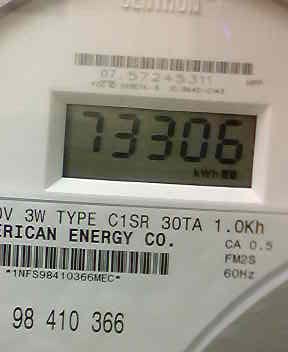 07.57245311
73306
kWh
0V 3W TYPE C1SR 30TA 1.0Kh
ERICAN ENERGY CO.
CA 0.5
FM2S
60Hz
*1NFS98410366MEC*
98 410 366